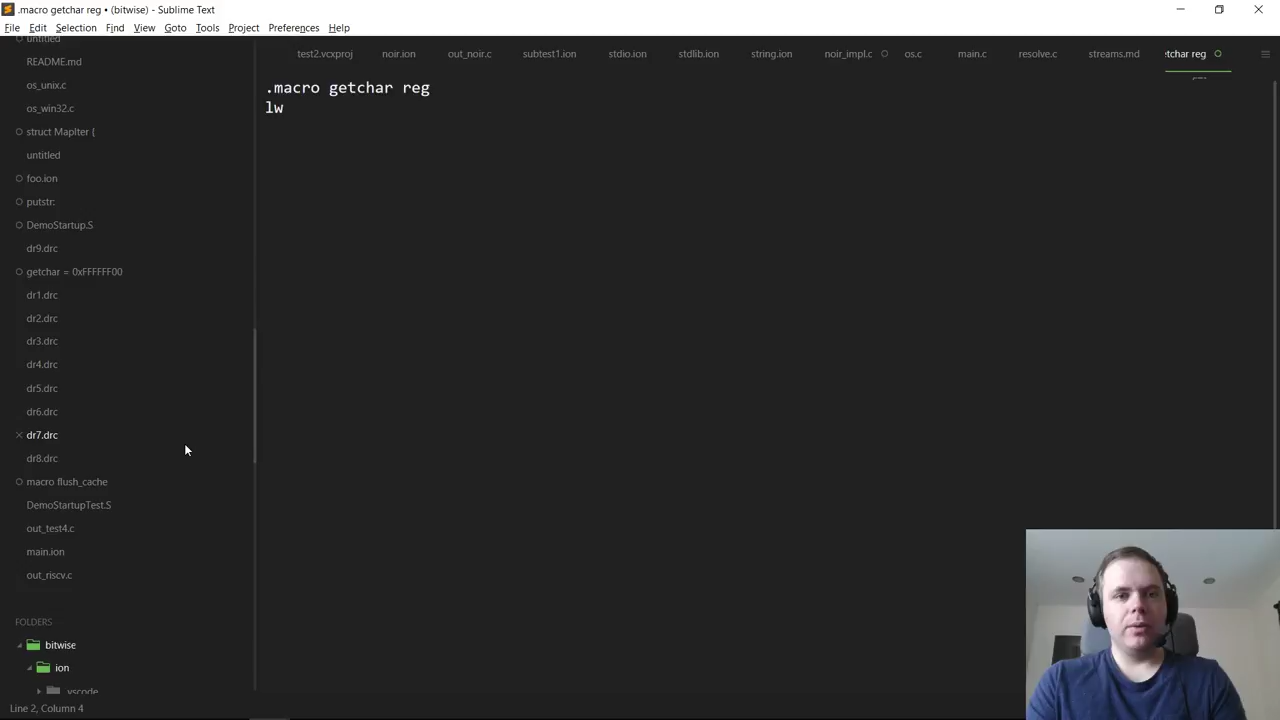 .macro getchar reg • (bitwise) - Sublime Text
File Edit Selection Find View Goto Tools Project Preferences Help
test2.vcxproj noir.ion out_noir.c subtest1.ion stdio.ion stdlib.ion string.ion noir_impl.c os.c main.c resolve.c streams.md etchar reg
untitled
README.md
os_unix.c
os_win32.c
struct MapIter {
untitled
foo.ion
putstr:
DemoStartup.S
dr9.drc
getchar = 0xFFFFFF00
dr1.drc
dr2.drc
dr3.drc
dr4.drc
dr5.drc
dr6.drc
dr7.drc
dr8.drc
macro flush_cache
DemoStartupTest.S
out_test4.c
main.ion
out_riscv.c
FOLDERS
bitwise
ion
vscode
.macro getchar reg
lw
Line 2, Column 4